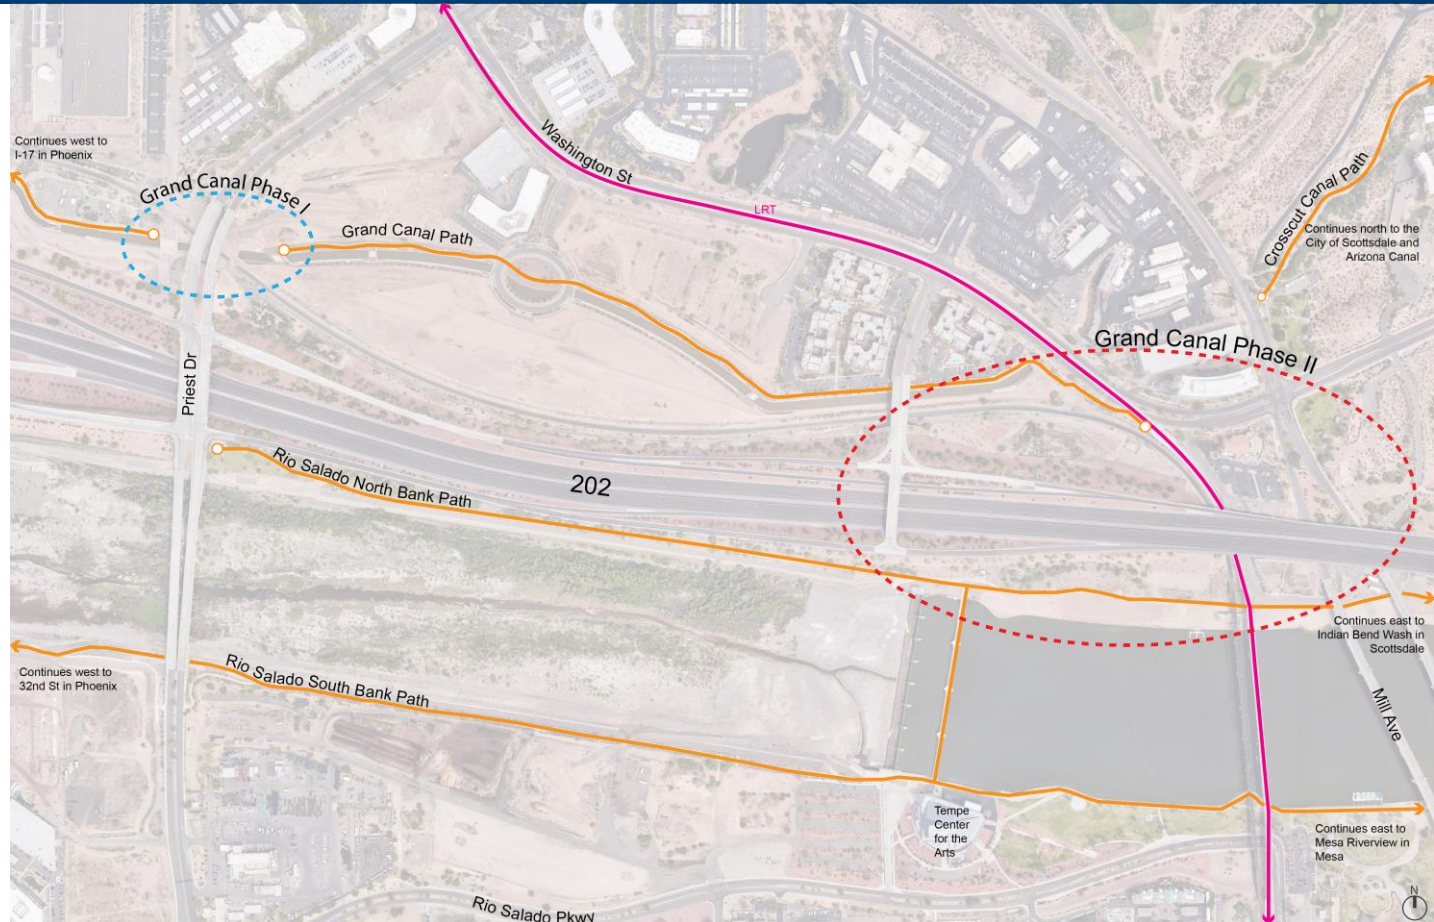 Continues west to
I-17 in Phoenix
Grand Canal Phase I
Grand Canal Path
Washington St
LRT
Crosscut Canal Path
Continues north to the
City of Scottsdale and
Arizona Canal
Grand Canal Phase II
Priest Dr
Rio Salado North Bank Path
202
Continues east to
Indian Bend Wash in
Scottsdale
Continues west to
32nd St in Phoenix
Rio Salado South Bank Path
Mill Ave
Tempe
Center
for the
Arts
Continues east to
Mesa Riverview in
Mesa
Rio Salado Pkwy
N